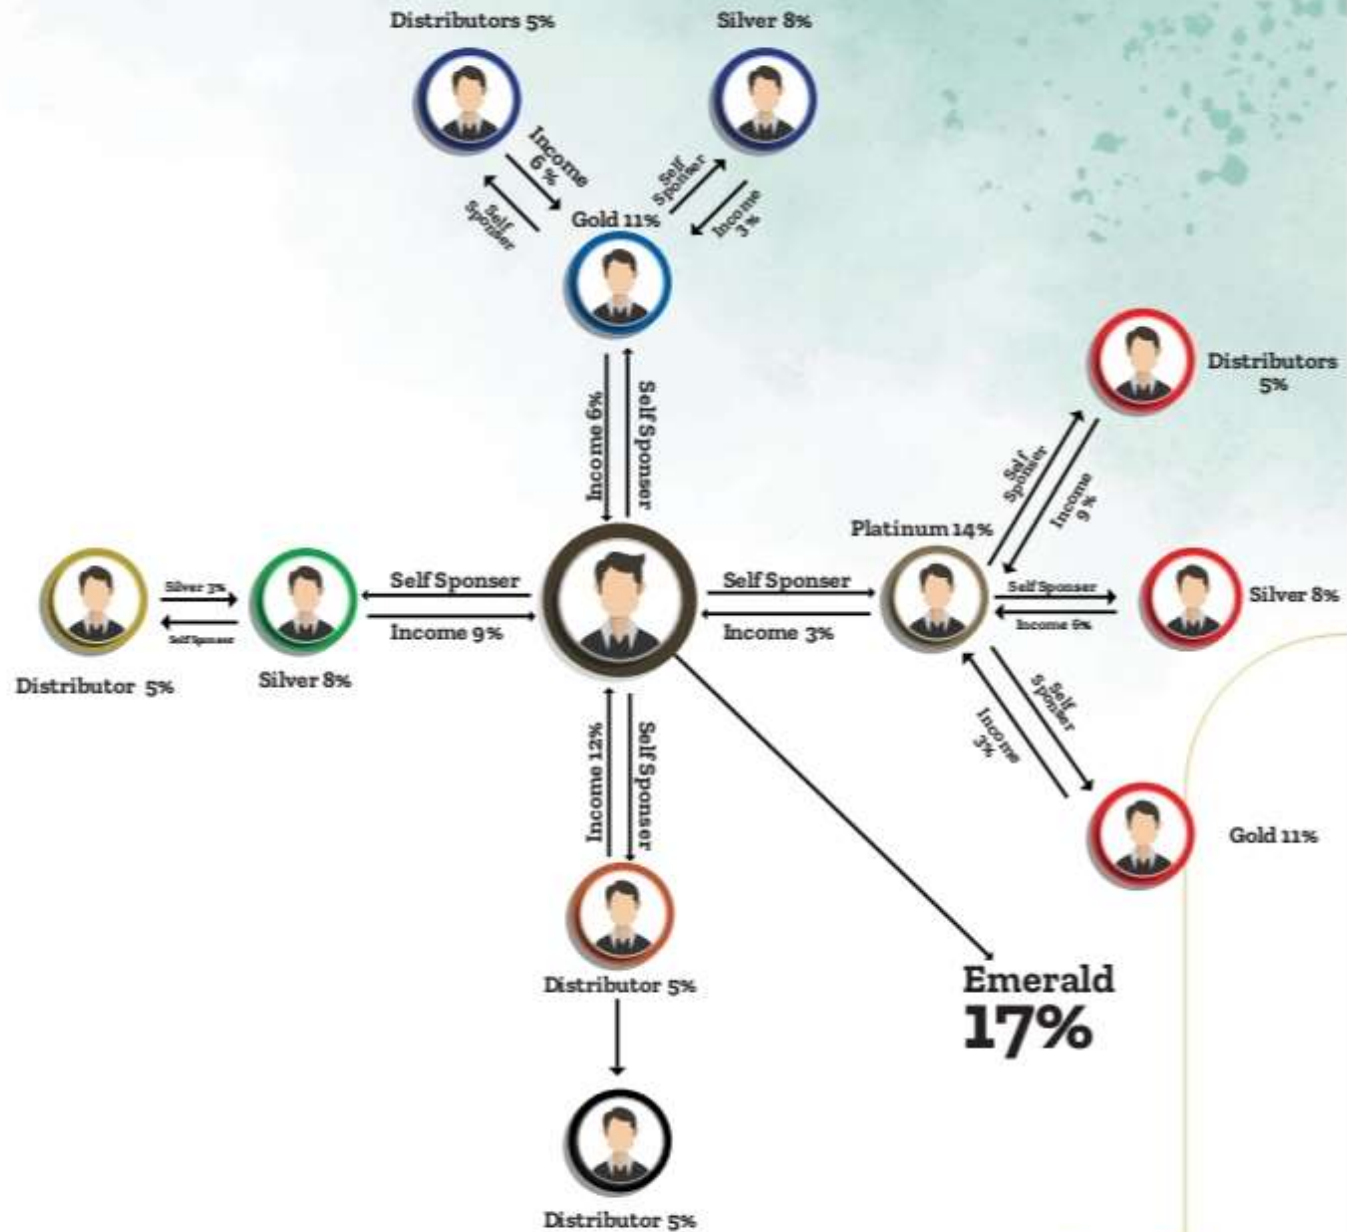 Distributors 5%
Silver 8%
Income
6 %
Self
Sponser
Self
Sponser
Income
3 %
Gold 11%
Income 6%
Self Sponser
Distributors
5%
Self
Sponser
Income
9 %
Platinum 14%
Silver 3%
Self Sponser
Distributor 5%
Silver 8%
Self Sponser
Income 9%
Self Sponser
Income 3%
Self Sponser
Income 6%
Silver 8%
Self
Sponser
Income
3%
Gold 11%
Income 12%
Self Sponser
Distributor 5%
Emerald
17%
Distributor 5%